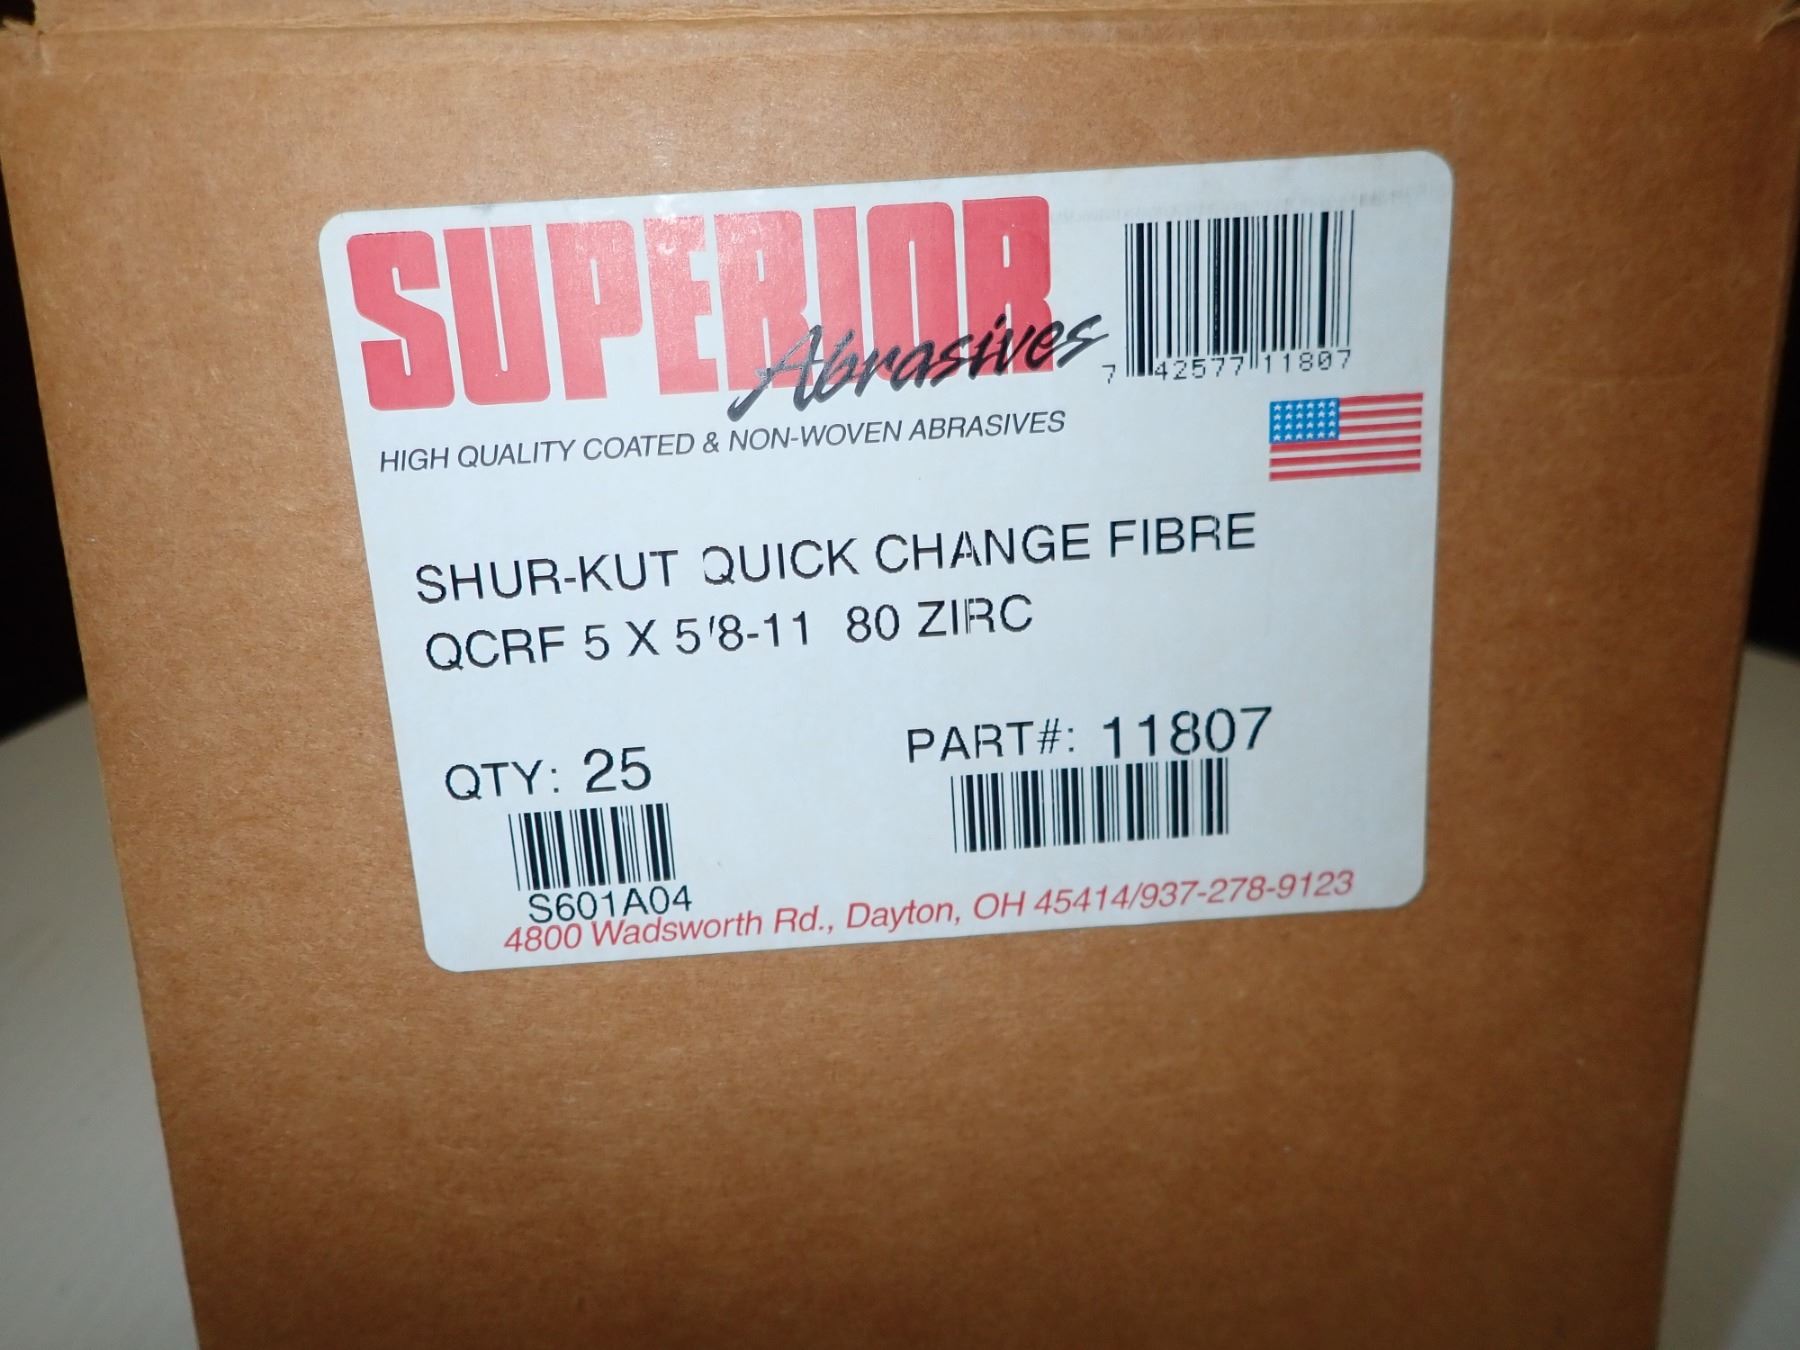 SUPERIOR
Abrasives
7 42577 11807
HIGH QUALITY COATED & NON-WOVEN ABRASIVES
SHUR-KUT QUICK CHANGE FIBRE
QCRF 5 X 5/8-11 80 ZIRC
QTY: 25
PART#: 11807
S601A04
4800 Wadsworth Rd., Dayton, OH 45414/937-278-9123